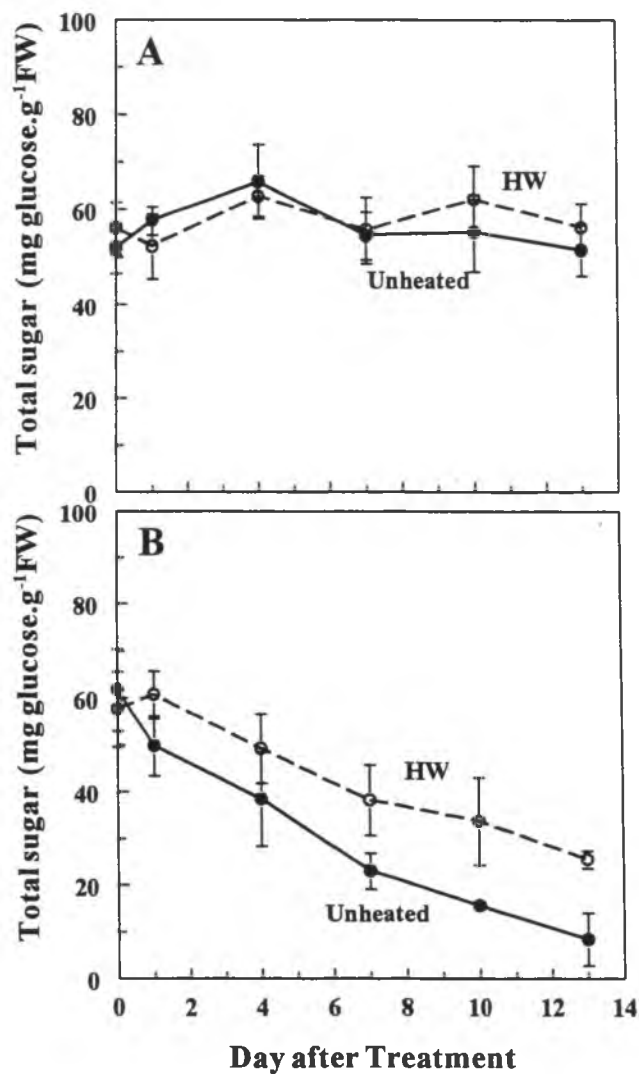 Total sugar (mg glucose.g⁻¹FW)
100
80
60
40
20
0
A
HW
Unheated
Total sugar (mg glucose.g⁻¹FW)
100
80
60
40
20
0
B
HW
Unheated
0 2 4 6 8 10 12 14
Day after Treatment